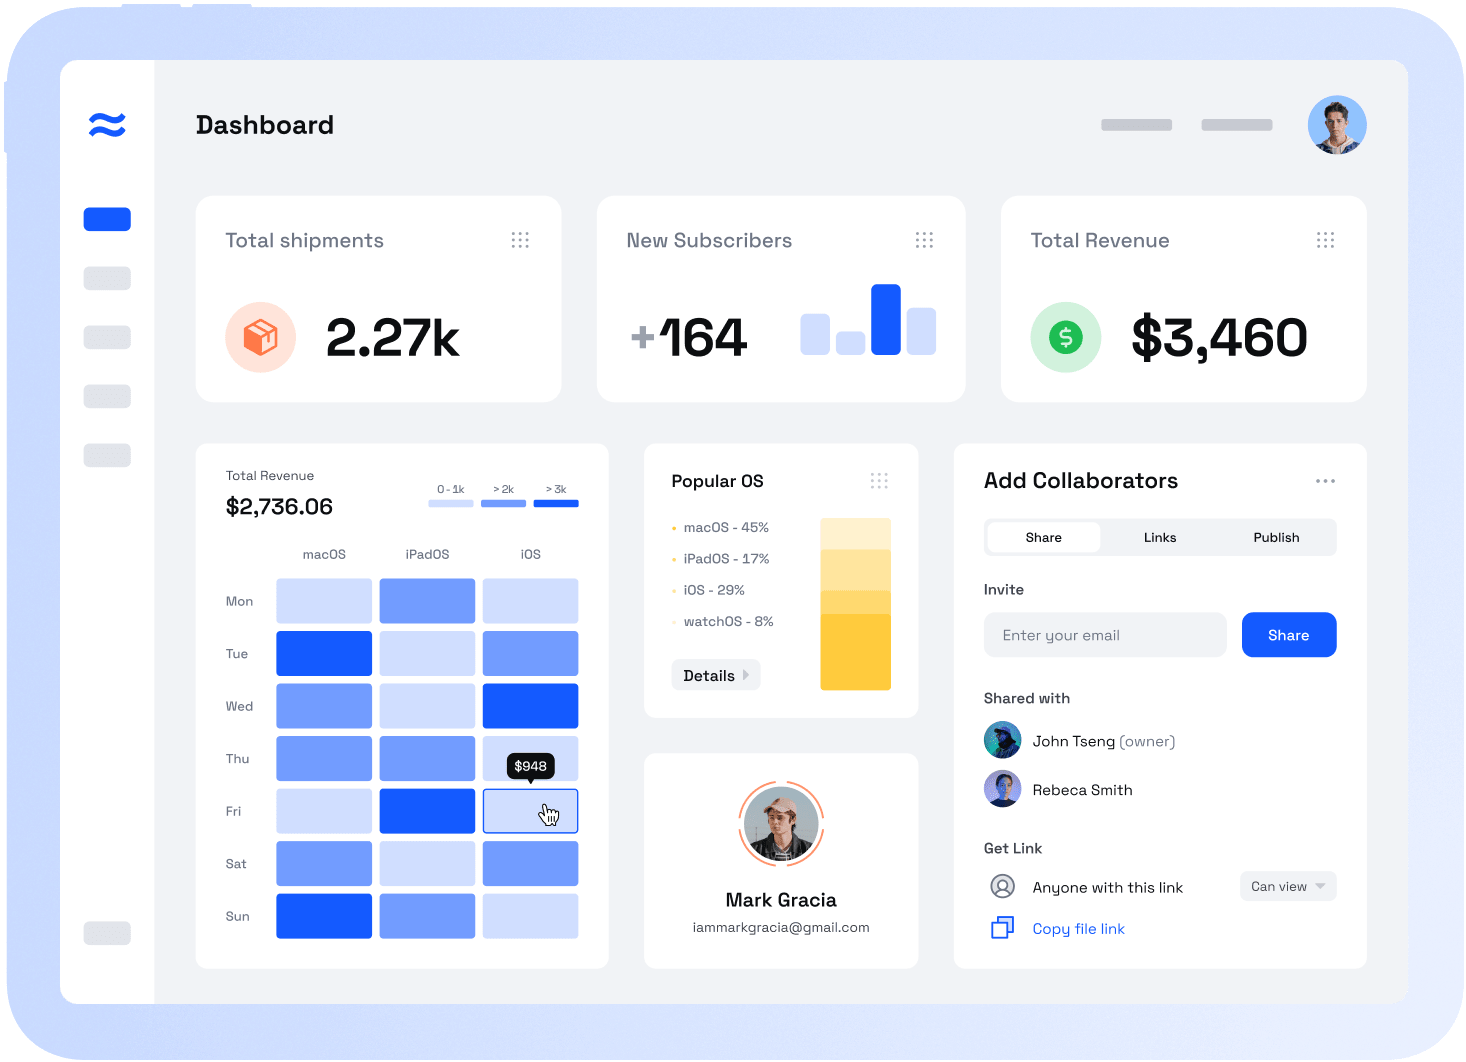 Dashboard
Total shipments
2.27k
New Subscribers
+164
Total Revenue
$3,460
Total Revenue
$2,736.06
0 - 1k
> 2k
> 3k
macOS
iPadOS
iOS
Mon
Tue
Wed
Thu
Fri
Sat
Sun
$948
Popular OS
macOS - 45%
iPadOS - 17%
iOS - 29%
watchOS - 8%
Details
Mark Gracia
iammarkgracia@gmail.com
Add Collaborators
Share
Links
Publish
Invite
Enter your email
Share
Shared with
John Tseng (owner)
Rebeca Smith
Get Link
Anyone with this link
Can view
Copy file link